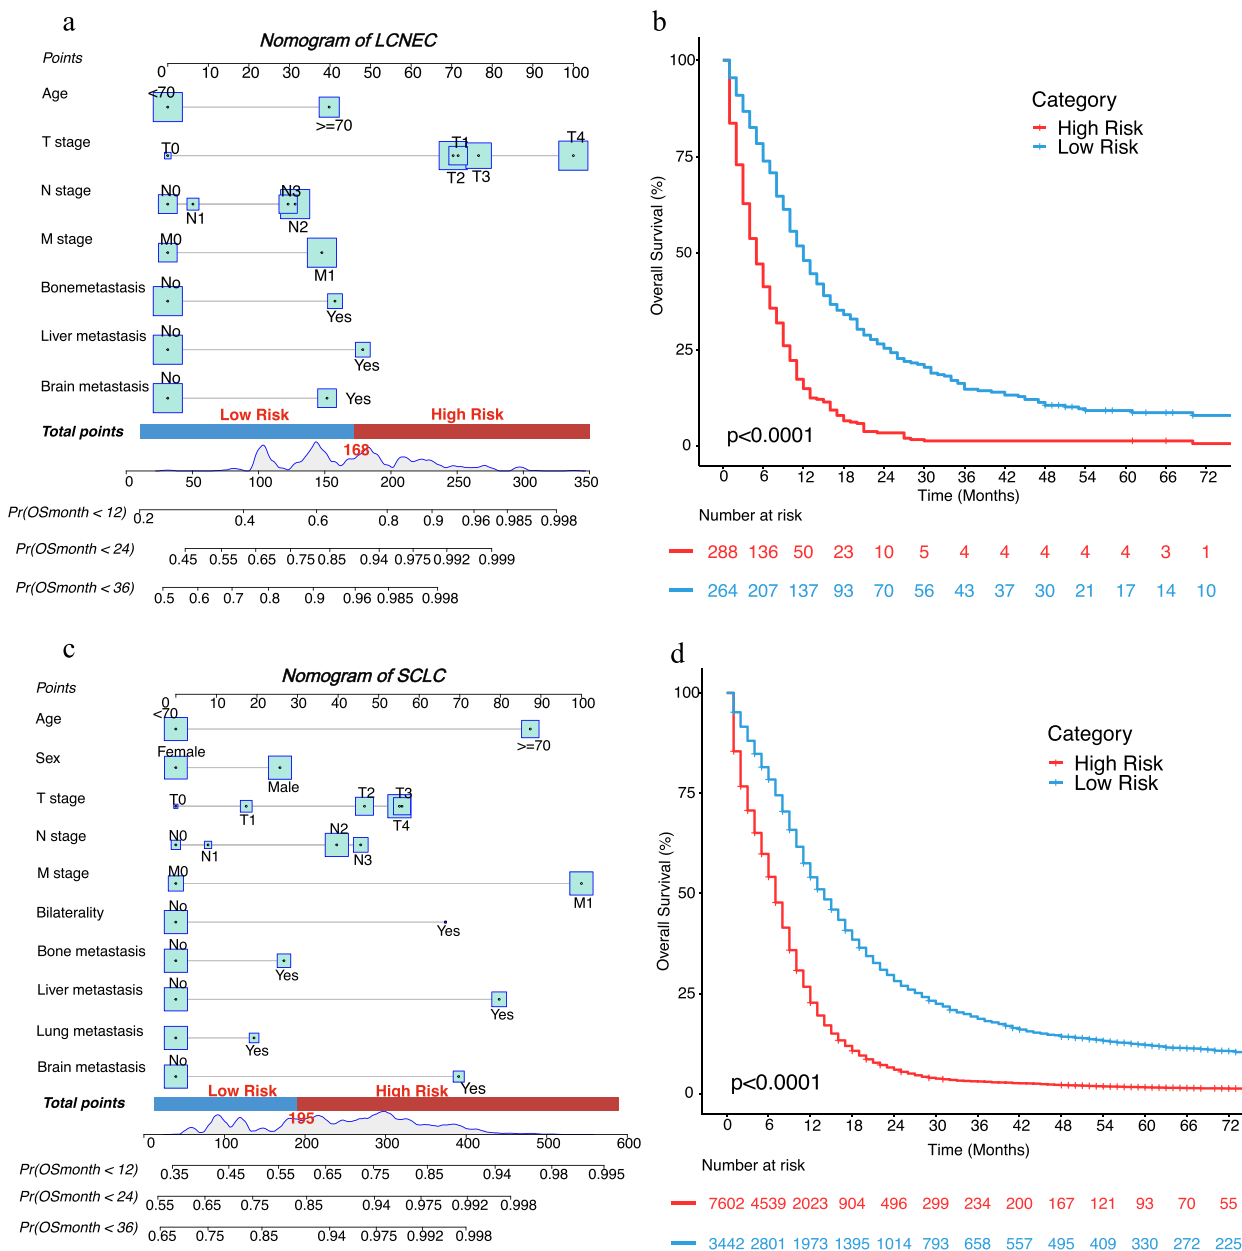 a
Nomogram of LCNEC
Points
0 10 20 30 40 50 60 70 80 90 100
Age
<70
>=70
T stage
T0 T1 T4
T2 T3
N stage
N0 N3
N1 N2
M stage
M0
M1
Bonemetastasis
No
Yes
Liver metastasis
No
Yes
Brain metastasis
No
Yes
Low Risk High Risk
Total points
168
0 50 100 150 200 250 300 350
Pr(OSmonth < 12)
0.2 0.4 0.6 0.8 0.9 0.96 0.985 0.998
Pr(OSmonth < 24)
0.45 0.55 0.65 0.75 0.85 0.94 0.975 0.992 0.999
Pr(OSmonth < 36)
0.5 0.6 0.7 0.8 0.9 0.96 0.985 0.998
b
Overall Survival (%)
100
75
50
25
0
Category
High Risk
Low Risk
p<0.0001
0 6 12 18 24 30 36 42 48 54 60 66 72
Time (Months)
Number at risk
288 136 50 23 10 5 4 4 4 4 4 3 1
264 207 137 93 70 56 43 37 30 21 17 14 10
c
Nomogram of SCLC
Points
0 10 20 30 40 50 60 70 80 90 100
Age
<70
>=70
Sex
Female
Male
T stage
T0 T2 T3
T1 T4
N stage
N0 N2
N1 N3
M stage
M0
M1
Bilaterality
No
Yes
Bone metastasis
No
Yes
Liver metastasis
No
Yes
Lung metastasis
No
Yes
Brain metastasis
No
Yes
Low Risk High Risk
Total points
195
0 100 200 300 400 500 600
Pr(OSmonth < 12)
0.35 0.45 0.55 0.65 0.75 0.85 0.94 0.98 0.995
Pr(OSmonth < 24)
0.55 0.65 0.75 0.85 0.94 0.975 0.992 0.998
Pr(OSmonth < 36)
0.65 0.75 0.85 0.94 0.975 0.992 0.998
d
Overall Survival (%)
100
75
50
25
0
Category
High Risk
Low Risk
p<0.0001
0 6 12 18 24 30 36 42 48 54 60 66 72
Time (Months)
Number at risk
7602 4539 2023 904 496 299 234 200 167 121 93 70 55
3442 2801 1973 1395 1014 793 658 557 495 409 330 272 225